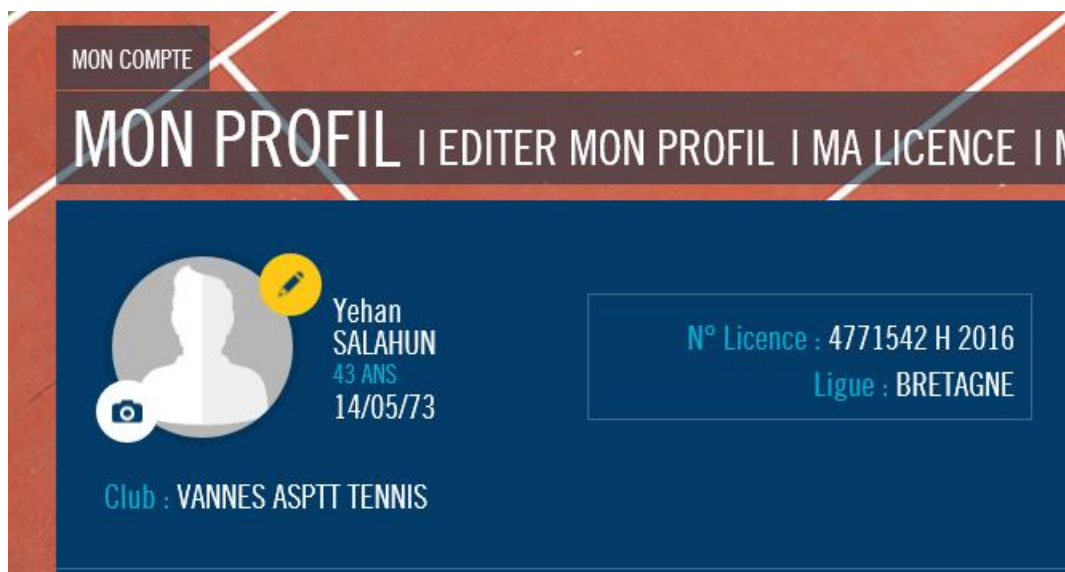 MON COMPTE
MON PROFIL I EDITER MON PROFIL I MA LICENCE I
Yehan
SALAHUN
43 ANS
14/05/73
N° Licence : 4771542 H 2016
Ligue : BRETAGNE
Club : VANNES ASPTT TENNIS